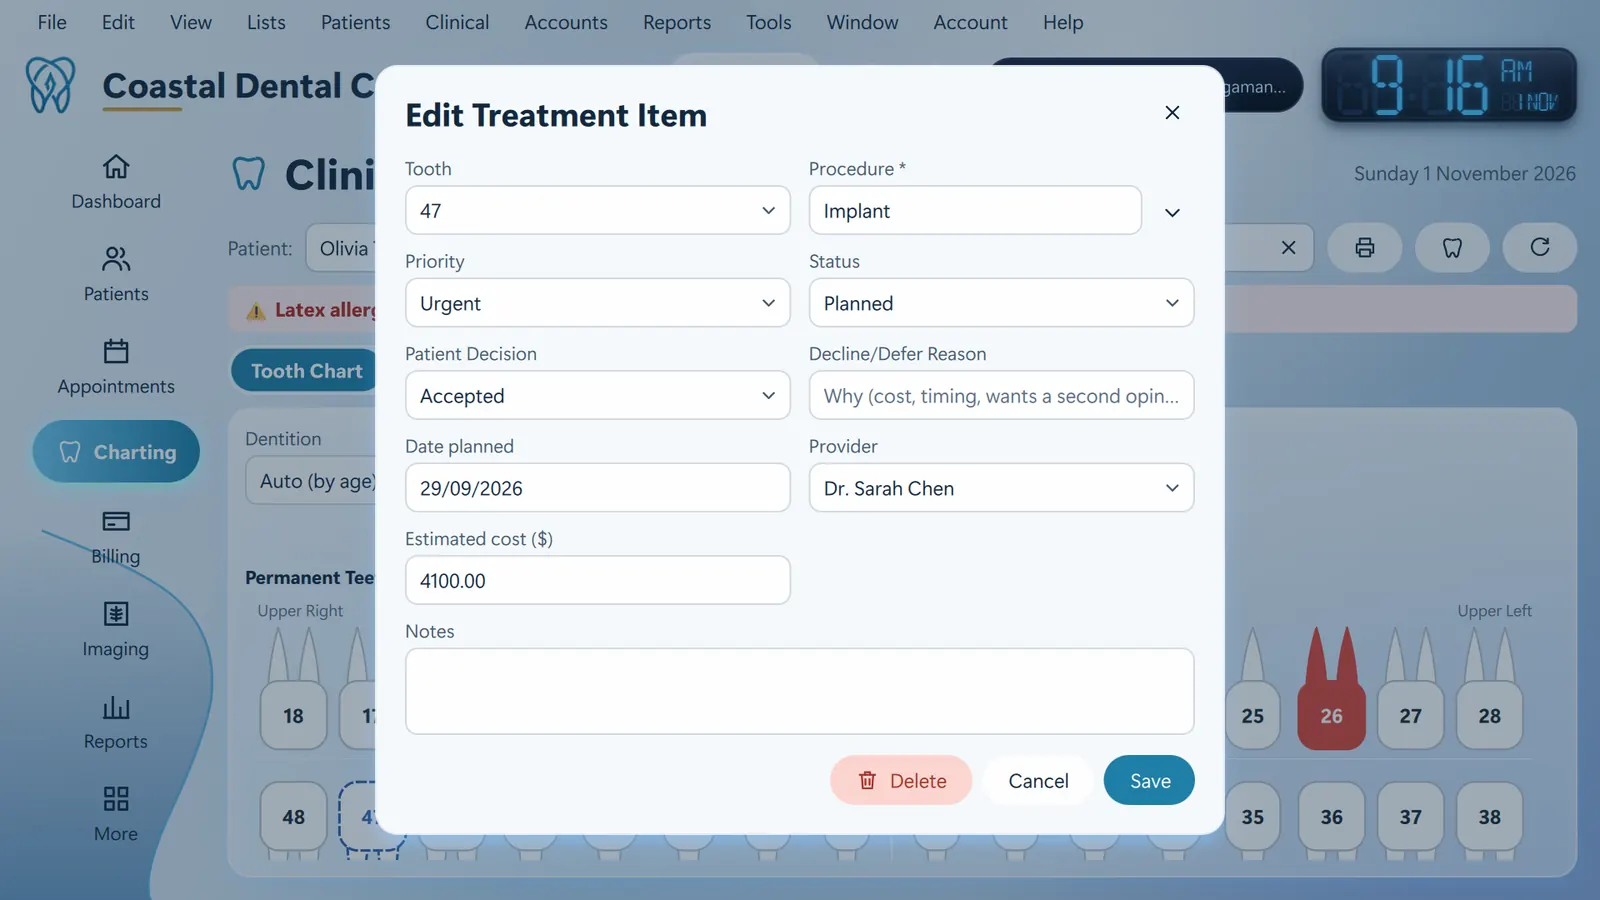 File Edit View Lists Patients Clinical Accounts Reports Tools Window Account Help
Coastal Dental C
gaman...
9:16 AM
1 NOV
Edit Treatment Item
Clini
Sunday 1 November 2026
Dashboard
Patients
Appointments
Charting
Billing
Imaging
Reports
More
Patient: Olivia
Latex allerg
Tooth Chart
Dentition
Auto (by age)
Permanent Tee
Upper Right
Upper Left
18
25 26 27 28
48
35 36 37 38
Tooth
47
Procedure *
Implant
Priority
Urgent
Status
Planned
Patient Decision
Accepted
Decline/Defer Reason
Why (cost, timing, wants a second opin...
Date planned
29/09/2026
Provider
Dr. Sarah Chen
Estimated cost ($)
4100.00
Notes
Delete
Cancel
Save